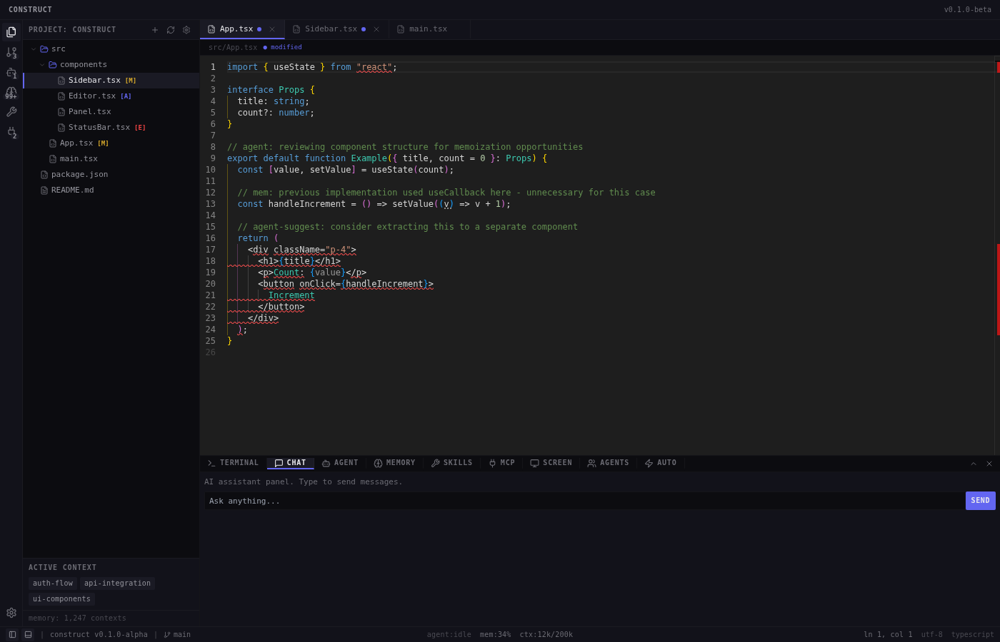 CONSTRUCT
v0.1.0-beta
3
1
99+
2
PROJECT: CONSTRUCT
src
components
Sidebar.tsx [M]
Editor.tsx [A]
Panel.tsx
StatusBar.tsx [E]
App.tsx [M]
main.tsx
package.json
README.md
ACTIVE CONTEXT
auth-flow api-integration
ui-components
memory: 1,247 contexts
App.tsx Sidebar.tsx main.tsx
src/App.tsx ● modified
1 import { useState } from "react";
2
3 interface Props {
4 title: string;
5 count?: number;
6 }
7
8 // agent: reviewing component structure for memoization opportunities
9 export default function Example({ title, count = 0 }: Props) {
10 const [value, setValue] = useState(count);
11
12 // mem: previous implementation used useCallback here - unnecessary for this case
13 const handleIncrement = () => setValue((v) => v + 1);
14
15 // agent-suggest: consider extracting this to a separate component
16 return (
17 <div className="p-4">
18 <h1>{title}</h1>
19 <p>Count: {value}</p>
20 <button onClick={handleIncrement}>
21 Increment
22 </button>
23 </div>
24 );
25 }
26
TERMINAL CHAT AGENT MEMORY SKILLS MCP SCREEN AGENTS AUTO
AI assistant panel. Type to send messages.
Ask anything... SEND
| construct v0.1.0-alpha | main agent:idle mem:34% ctx:12k/200k ln 1, col 1 utf-8 typescript